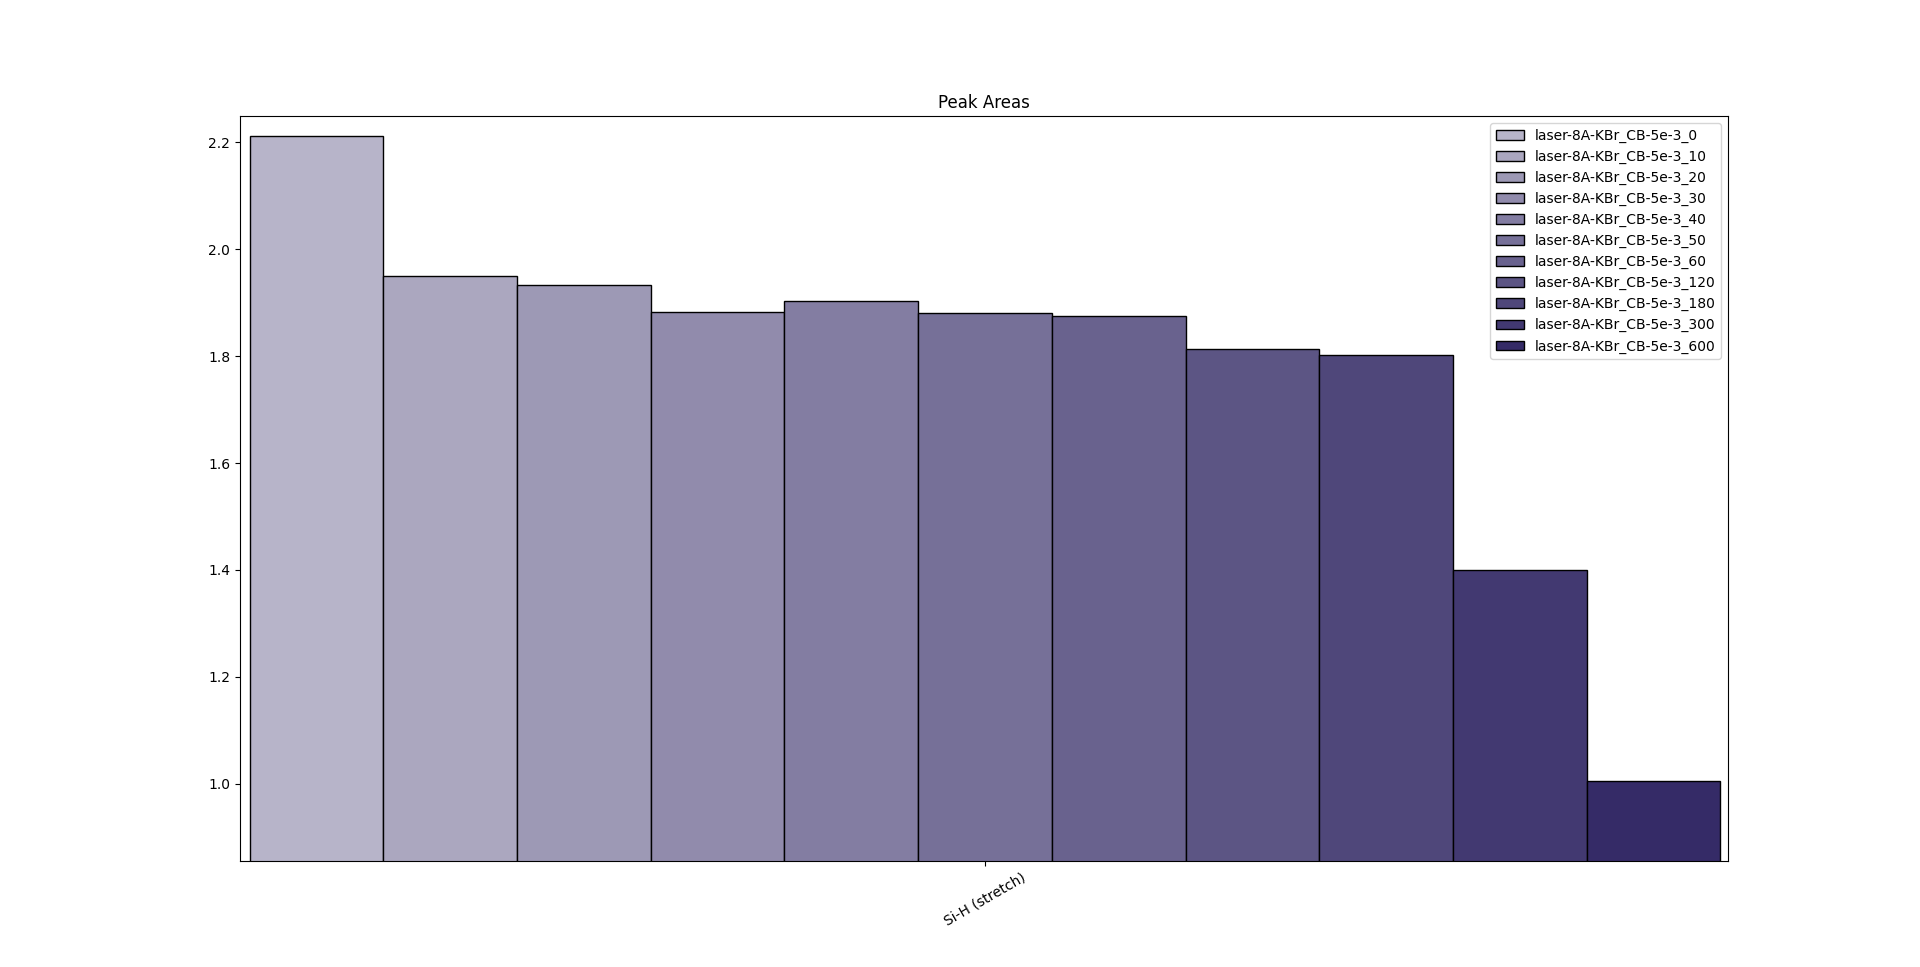 Peak Areas
2.2
2.0
1.8
1.6
1.4
1.2
1.0
laser-8A-KBr_CB-5e-3_0
laser-8A-KBr_CB-5e-3_10
laser-8A-KBr_CB-5e-3_20
laser-8A-KBr_CB-5e-3_30
laser-8A-KBr_CB-5e-3_40
laser-8A-KBr_CB-5e-3_50
laser-8A-KBr_CB-5e-3_60
laser-8A-KBr_CB-5e-3_120
laser-8A-KBr_CB-5e-3_180
laser-8A-KBr_CB-5e-3_300
laser-8A-KBr_CB-5e-3_600
Si-H (stretch)